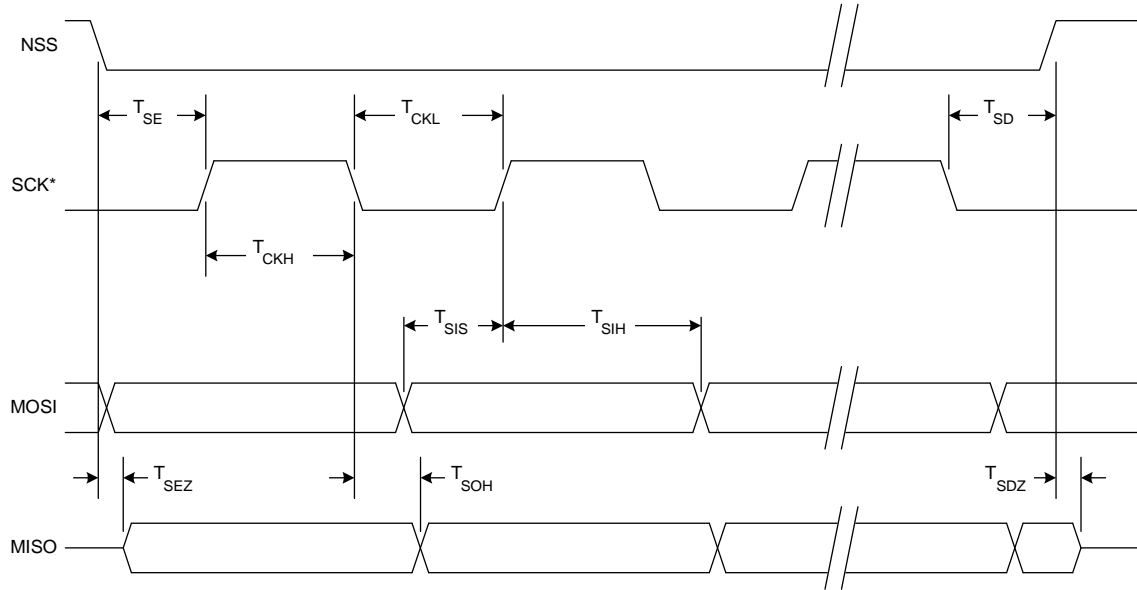 NSS
T_SE
T_CKL
T_SD
SCK*
T_CKH
T_SIS
T_SIH
MOSI
T_SEZ
T_SOH
T_SDZ
MISO